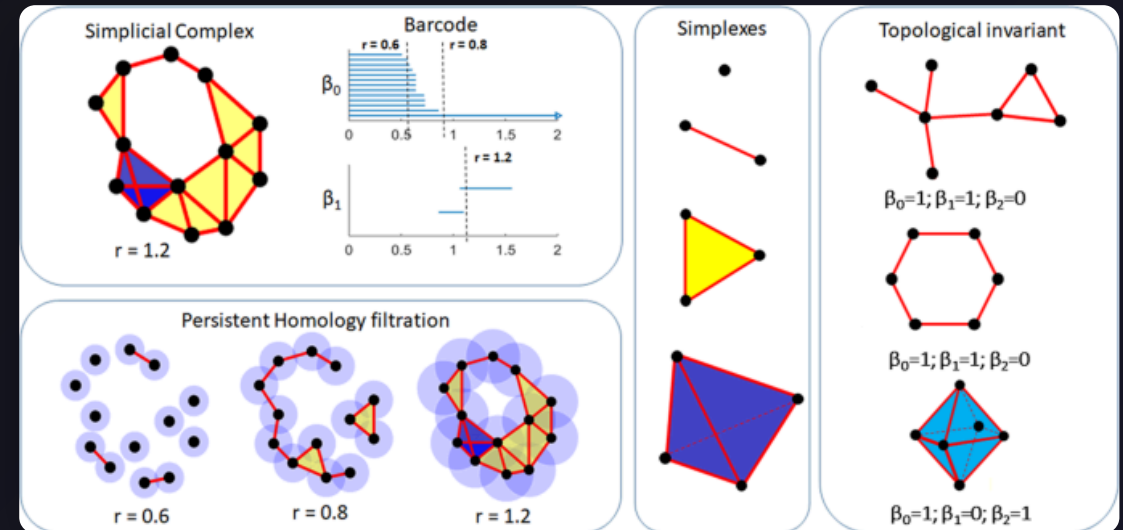 Simplicial Complex
Barcode
r = 0.6
r = 0.8
β0
0 0.5 1 1.5 2
r = 1.2
β1
0 0.5 1 1.5 2
r = 1.2
Persistent Homology filtration
r = 0.6
r = 0.8
r = 1.2
Simplexes
Topological invariant
β0=1; β1=1; β2=0
β0=1; β1=1; β2=0
β0=1; β1=0; β2=1